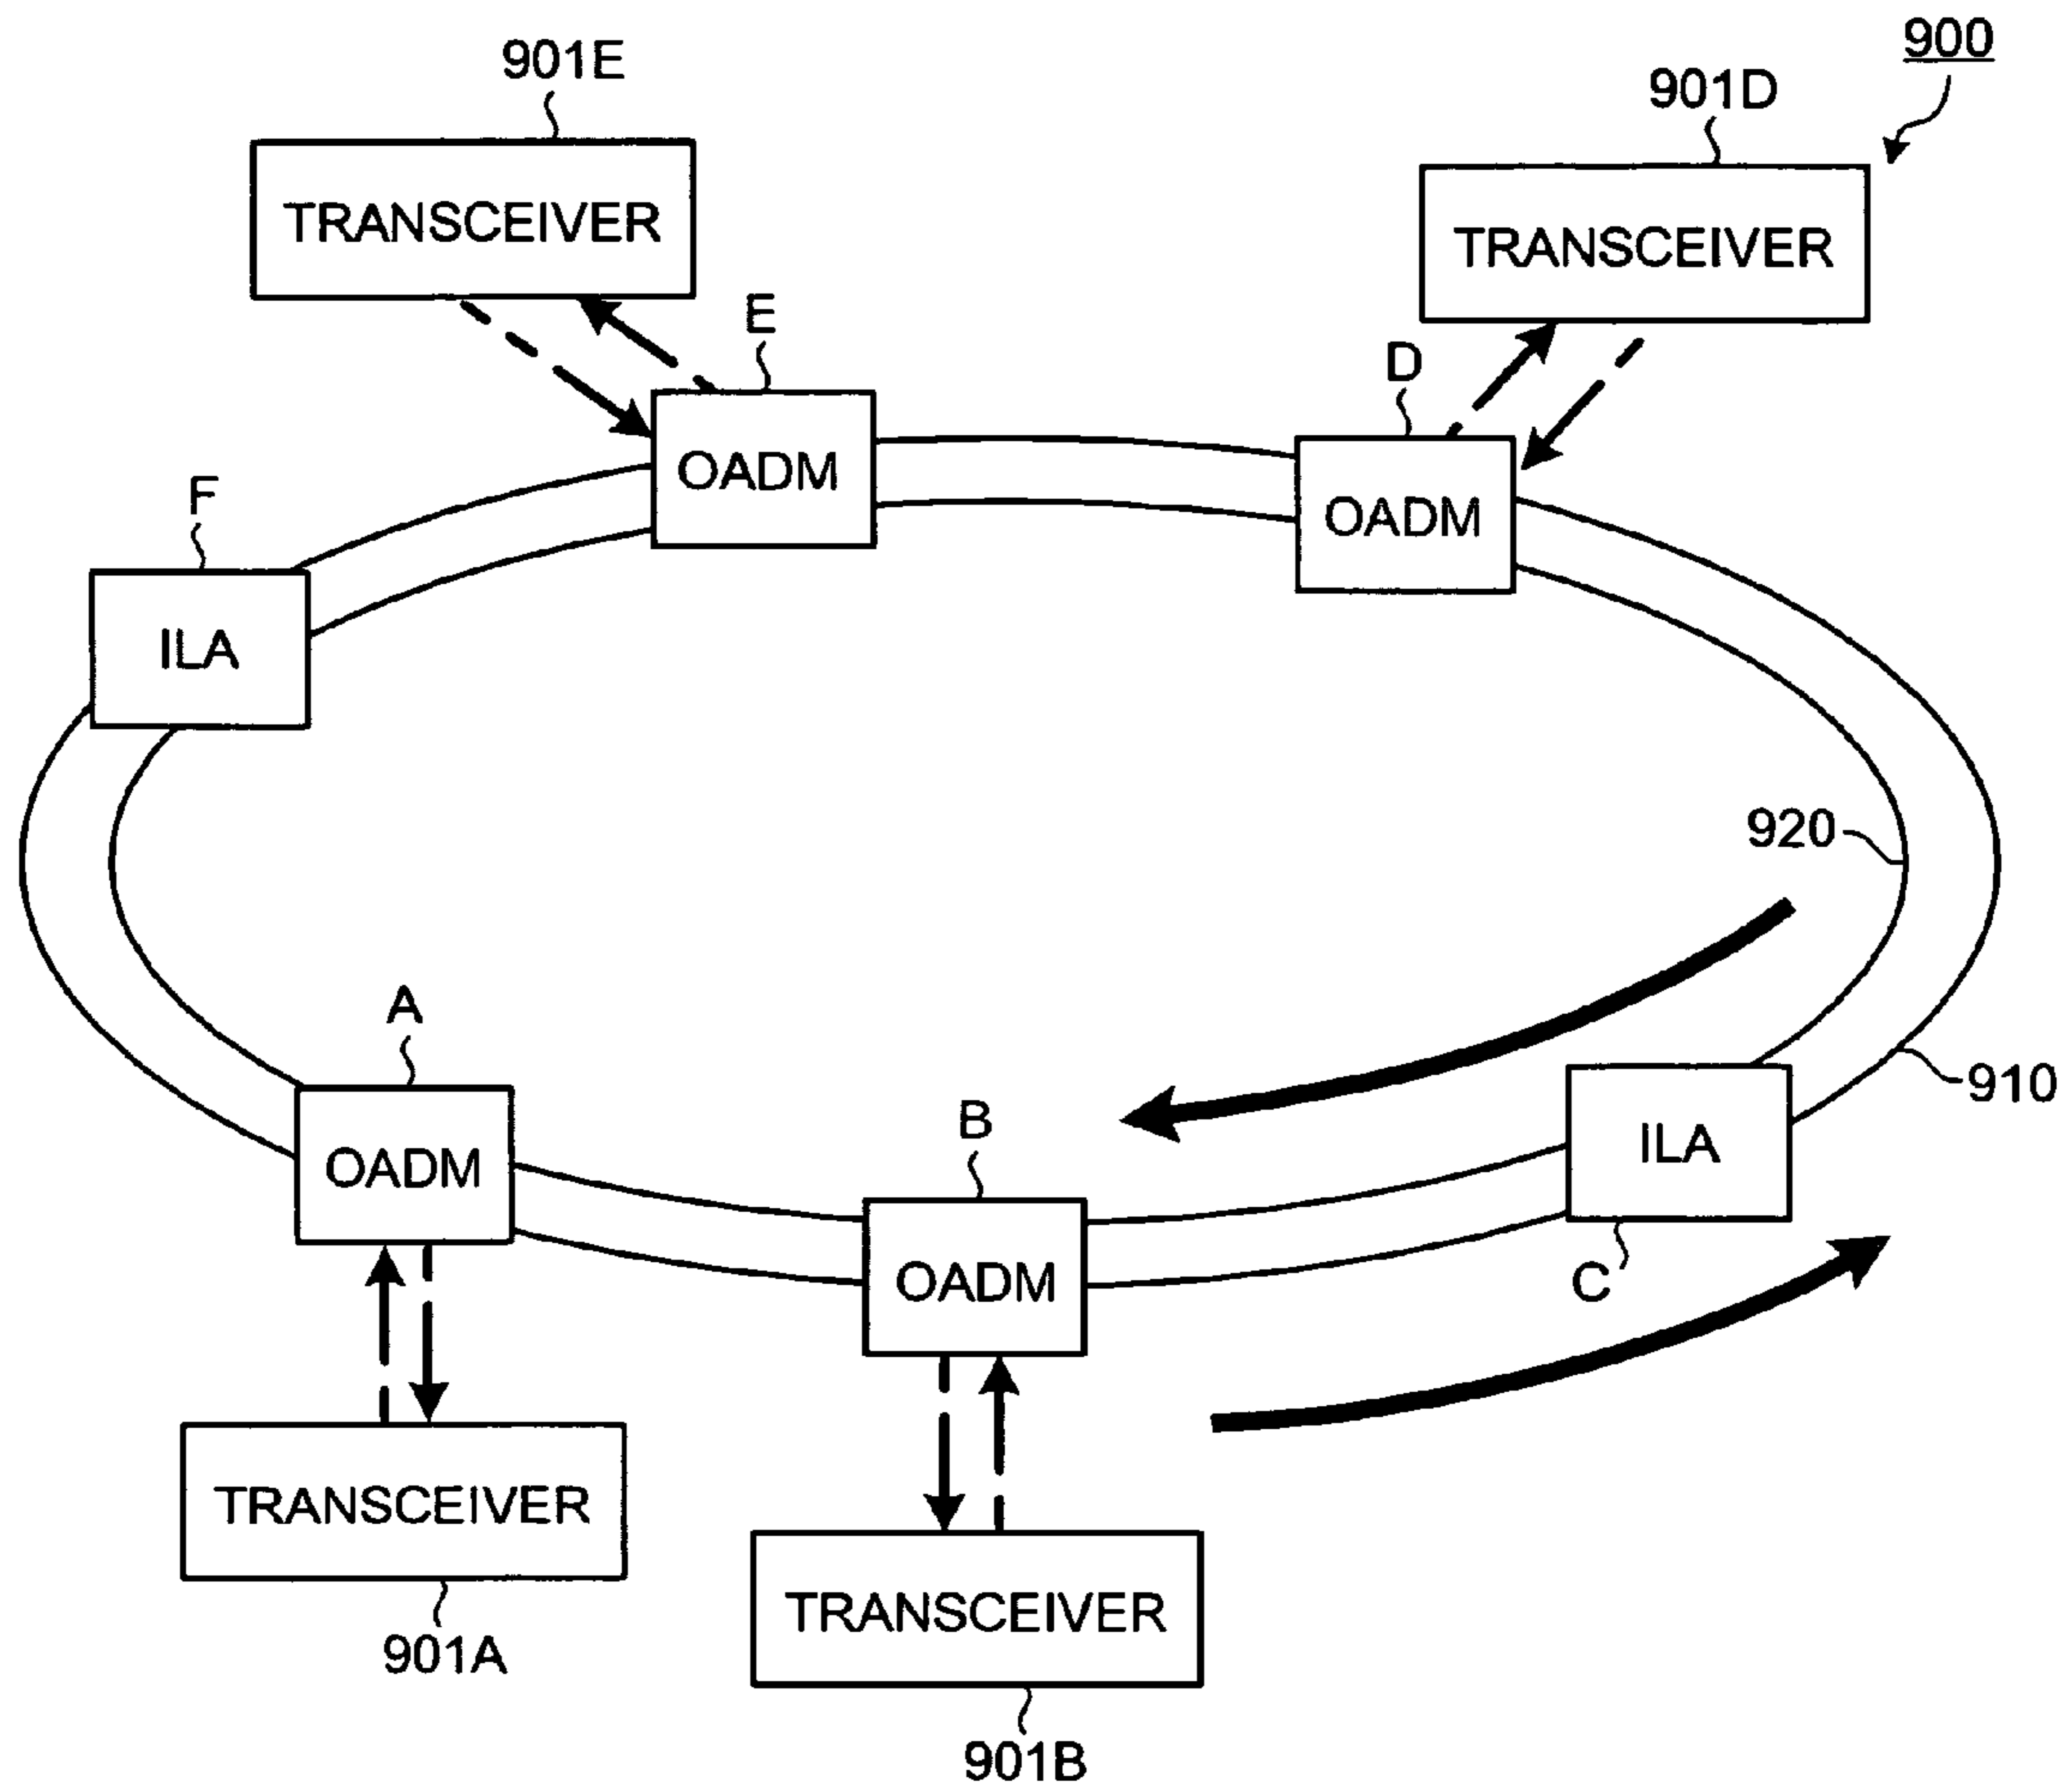 900
901E
901D
TRANSCEIVER
TRANSCEIVER
E
D
OADM
OADM
F
ILA
920
A
910
B
OADM
ILA
OADM
C
TRANSCEIVER
TRANSCEIVER
901A
901B